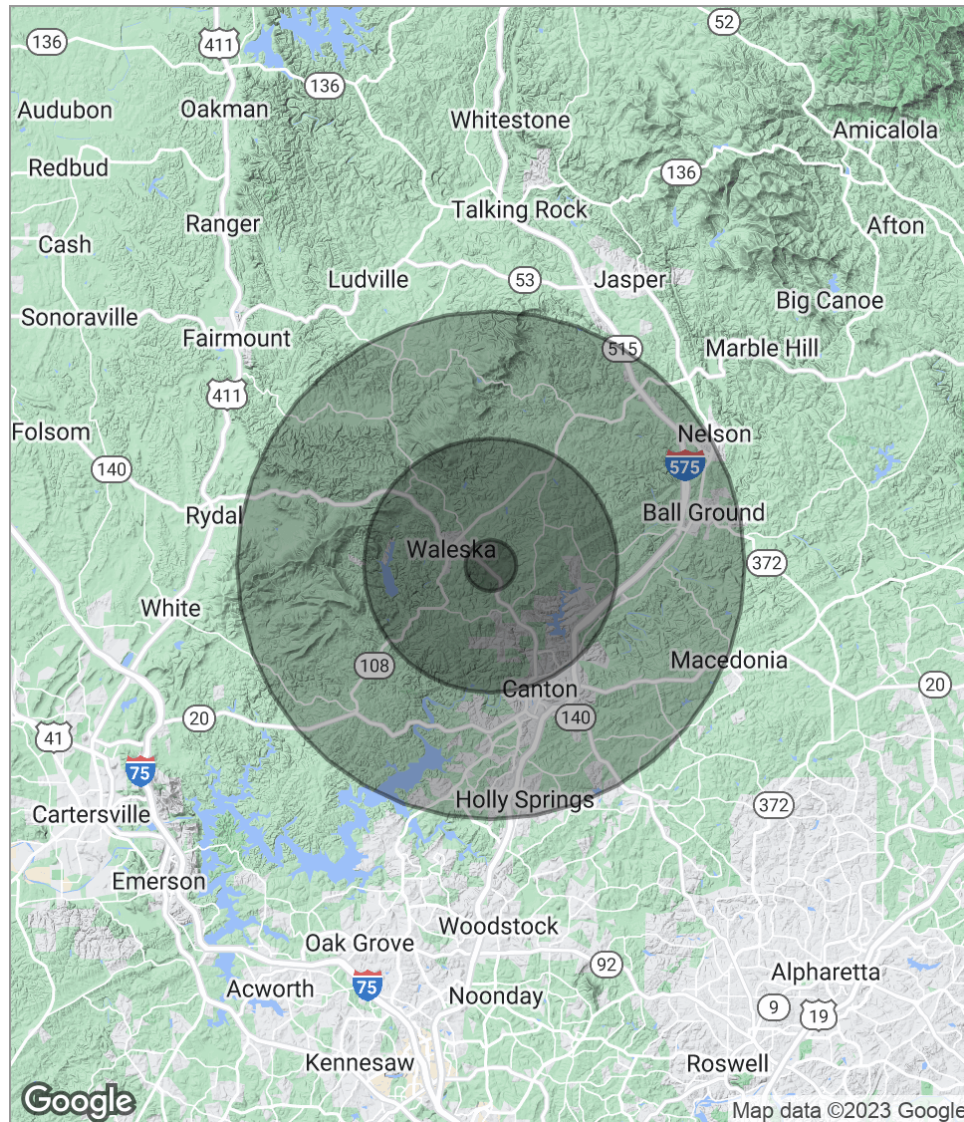 52
136
411
136
Audubon
Oakman
Whitestone
Amicalola
Redbud
136
Talking Rock
Ranger
Afton
Cash
Ludville
53
Jasper
Big Canoe
Sonoraville
Fairmount
515
Marble Hill
411
Folsom
Nelson
140
575
Rydal
Ball Ground
Waleska
372
White
108
Macedonia
Canton
20
20
140
41
75
Holly Springs
372
Cartersville
Emerson
Woodstock
Oak Grove
92
Alpharetta
75
Acworth
Noonday
9
19
Kennesaw
Roswell
Google
Map data ©2023 Google